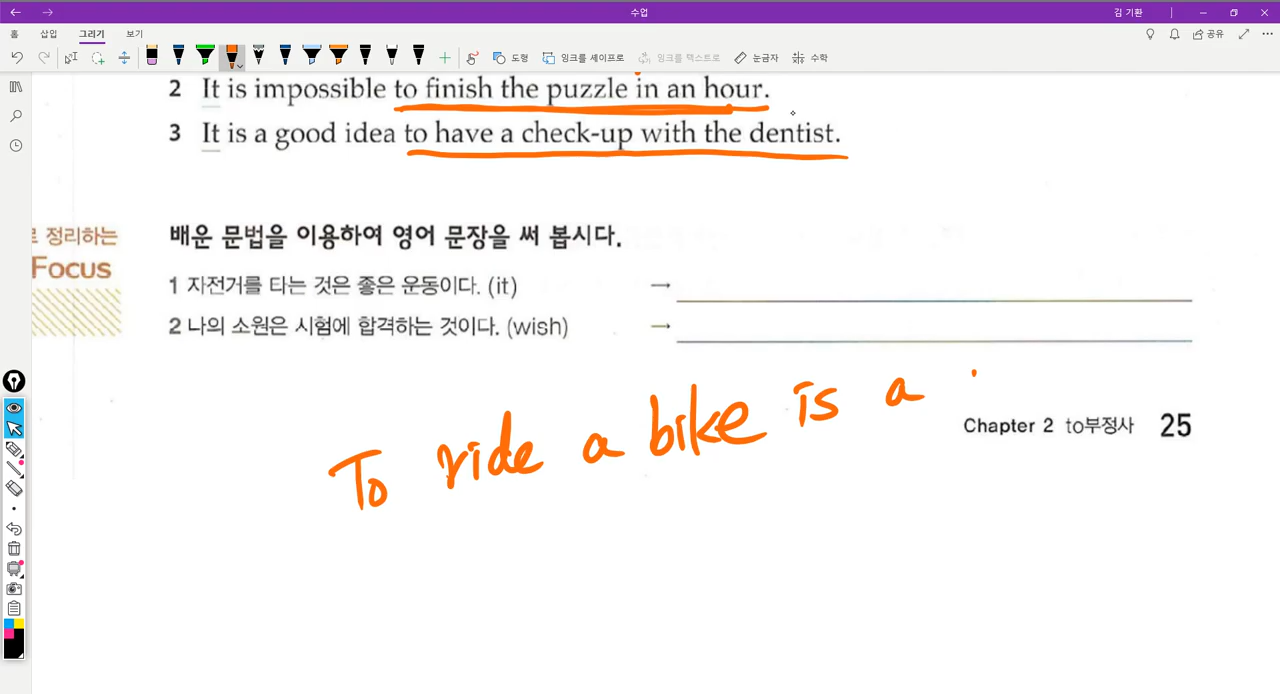 수업
김 기환
홈 삽입 그리기 보기
공유
도형 잉크를 셰이프로 잉크를 텍스트로 눈금자 수학
2 It is impossible to finish the puzzle in an hour.
3 It is a good idea to have a check-up with the dentist.
정리하는
Focus
배운 문법을 이용하여 영어 문장을 써 봅시다.
1 자전거를 타는 것은 좋은 운동이다. (it) →
2 나의 소원은 시험에 합격하는 것이다. (wish) →
To ride a bike is a
Chapter 2 to부정사 25